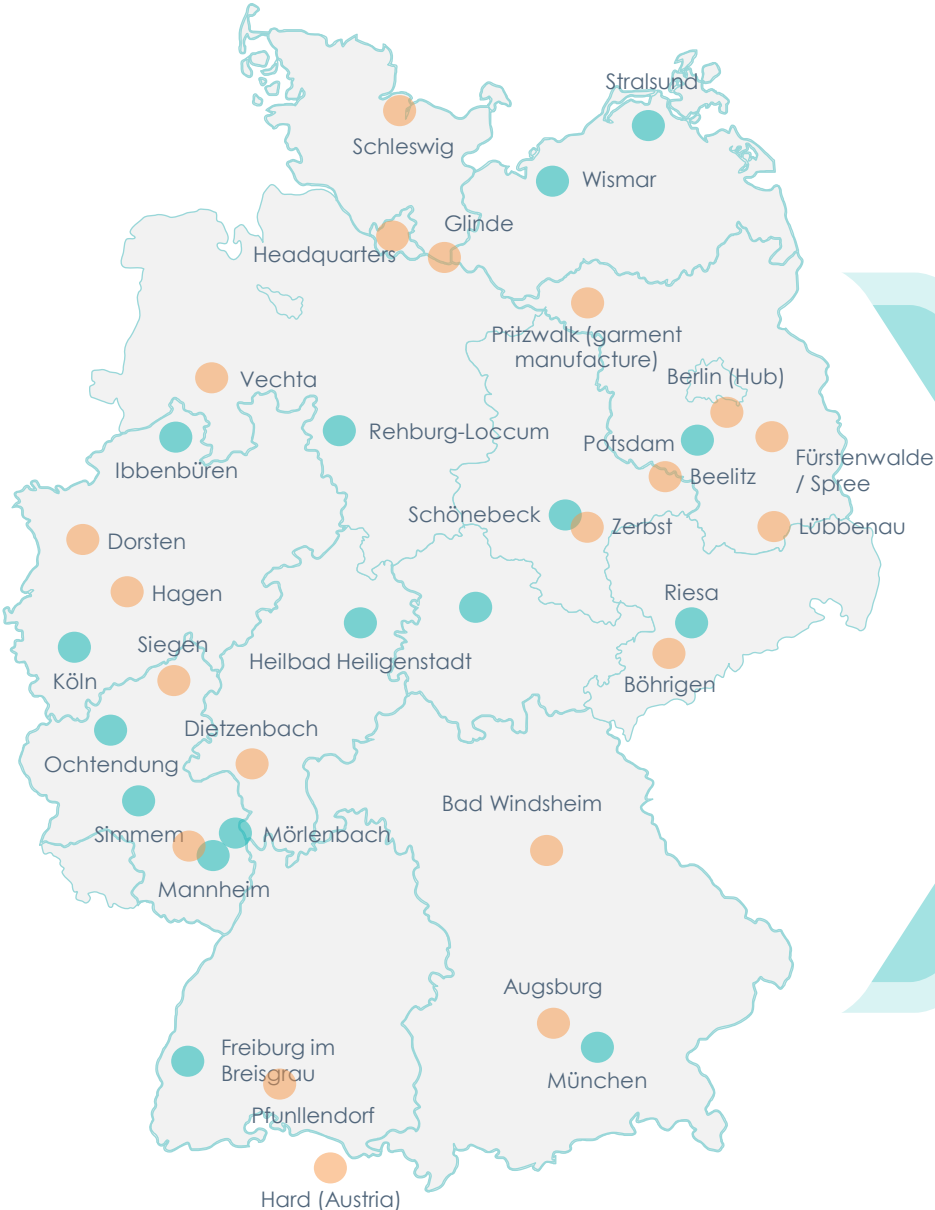 Stralsund
Schleswig
Wismar
Glinde
Headquarters
Pritzwalk (garment
manufacture)
Berlin (Hub)
Vechta
Rehburg-Loccum
Potsdam
Ibbenbüren
Fürstenwalde
/ Spree
Beelitz
Schönebeck
Zerbst
Lübbenau
Dorsten
Hagen
Riesa
Siegen
Heilbad Heiligenstadt
Köln
Böhrigen
Dietzenbach
Ochtendung
Bad Windsheim
Simmem
Mörlenbach
Mannheim
Augsburg
Freiburg im
Breisgrau
München
Pfunllendorf
Hard (Austria)